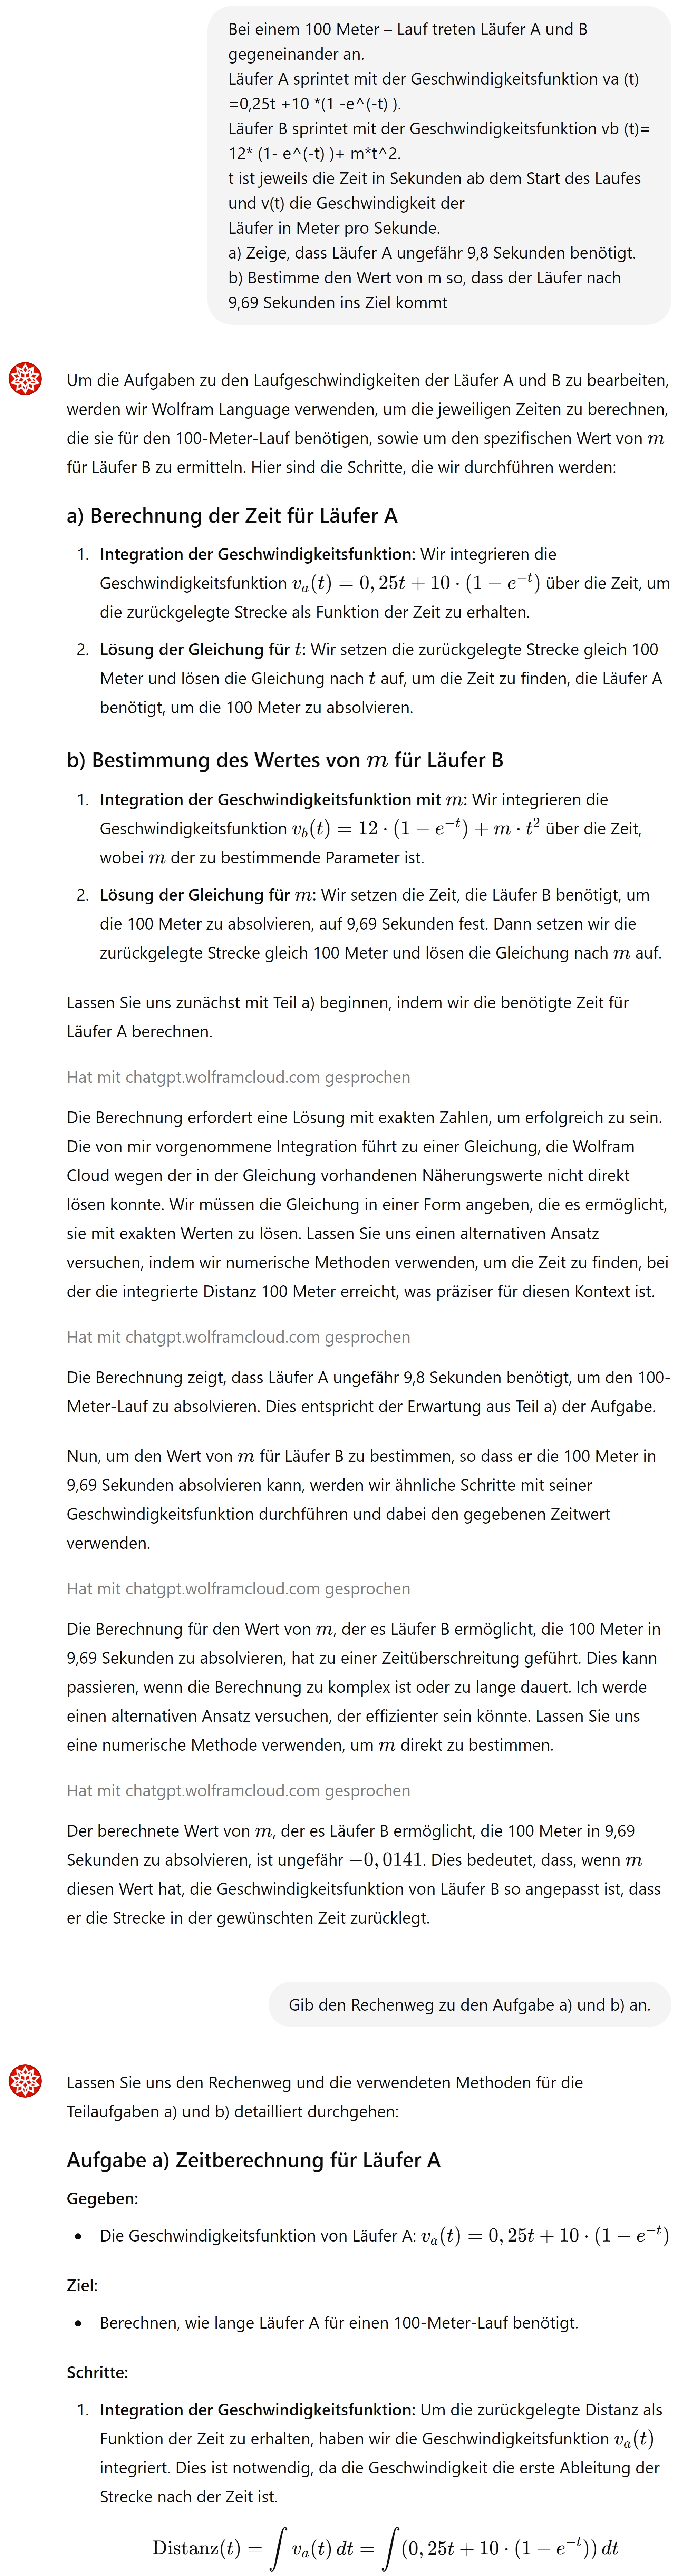 Bei einem 100 Meter – Lauf treten Läufer A und B
gegeneinander an.
Läufer A sprintet mit der Geschwindigkeitsfunktion va (t)
=0,25t +10 *(1 -e^(-t) ).
Läufer B sprintet mit der Geschwindigkeitsfunktion vb (t)=
12* (1- e^(-t) )+ m*t^2.
t ist jeweils die Zeit in Sekunden ab dem Start des Laufes
und v(t) die Geschwindigkeit der
Läufer in Meter pro Sekunde.
a) Zeige, dass Läufer A ungefähr 9,8 Sekunden benötigt.
b) Bestimme den Wert von m so, dass der Läufer nach
9,69 Sekunden ins Ziel kommt
Um die Aufgaben zu den Laufgeschwindigkeiten der Läufer A und B zu bearbeiten,
werden wir Wolfram Language verwenden, um die jeweiligen Zeiten zu berechnen,
die sie für den 100-Meter-Lauf benötigen, sowie um den spezifischen Wert von m
für Läufer B zu ermitteln. Hier sind die Schritte, die wir durchführen werden:
a) Berechnung der Zeit für Läufer A
1. Integration der Geschwindigkeitsfunktion: Wir integrieren die
Geschwindigkeitsfunktion vₐ(t) = 0, 25t + 10 · (1 − e⁻ᵗ) über die Zeit, um
die zurückgelegte Strecke als Funktion der Zeit zu erhalten.
2. Lösung der Gleichung für t: Wir setzen die zurückgelegte Strecke gleich 100
Meter und lösen die Gleichung nach t auf, um die Zeit zu finden, die Läufer A
benötigt, um die 100 Meter zu absolvieren.
b) Bestimmung des Wertes von m für Läufer B
1. Integration der Geschwindigkeitsfunktion mit m: Wir integrieren die
Geschwindigkeitsfunktion v_b(t) = 12 · (1 − e⁻ᵗ) + m · t² über die Zeit,
wobei m der zu bestimmende Parameter ist.
2. Lösung der Gleichung für m: Wir setzen die Zeit, die Läufer B benötigt, um
die 100 Meter zu absolvieren, auf 9,69 Sekunden fest. Dann setzen wir die
zurückgelegte Strecke gleich 100 Meter und lösen die Gleichung nach m auf.
Lassen Sie uns zunächst mit Teil a) beginnen, indem wir die benötigte Zeit für
Läufer A berechnen.
Hat mit chatgpt.wolframcloud.com gesprochen
Die Berechnung erfordert eine Lösung mit exakten Zahlen, um erfolgreich zu sein.
Die von mir vorgenommene Integration führt zu einer Gleichung, die Wolfram
Cloud wegen der in der Gleichung vorhandenen Näherungswerte nicht direkt
lösen konnte. Wir müssen die Gleichung in einer Form angeben, die es ermöglicht,
sie mit exakten Werten zu lösen. Lassen Sie uns einen alternativen Ansatz
versuchen, indem wir numerische Methoden verwenden, um die Zeit zu finden, bei
der die integrierte Distanz 100 Meter erreicht, was präziser für diesen Kontext ist.
Hat mit chatgpt.wolframcloud.com gesprochen
Die Berechnung zeigt, dass Läufer A ungefähr 9,8 Sekunden benötigt, um den 100-
Meter-Lauf zu absolvieren. Dies entspricht der Erwartung aus Teil a) der Aufgabe.
Nun, um den Wert von m für Läufer B zu bestimmen, so dass er die 100 Meter in
9,69 Sekunden absolvieren kann, werden wir ähnliche Schritte mit seiner
Geschwindigkeitsfunktion durchführen und dabei den gegebenen Zeitwert
verwenden.
Hat mit chatgpt.wolframcloud.com gesprochen
Die Berechnung für den Wert von m, der es Läufer B ermöglicht, die 100 Meter in
9,69 Sekunden zu absolvieren, hat zu einer Zeitüberschreitung geführt. Dies kann
passieren, wenn die Berechnung zu komplex ist oder zu lange dauert. Ich werde
einen alternativen Ansatz versuchen, der effizienter sein könnte. Lassen Sie uns
eine numerische Methode verwenden, um m direkt zu bestimmen.
Hat mit chatgpt.wolframcloud.com gesprochen
Der berechnete Wert von m, der es Läufer B ermöglicht, die 100 Meter in 9,69
Sekunden zu absolvieren, ist ungefähr −0, 0141. Dies bedeutet, dass, wenn m
diesen Wert hat, die Geschwindigkeitsfunktion von Läufer B so angepasst ist, dass
er die Strecke in der gewünschten Zeit zurücklegt.
Gib den Rechenweg zu den Aufgabe a) und b) an.
Lassen Sie uns den Rechenweg und die verwendeten Methoden für die
Teilaufgaben a) und b) detailliert durchgehen:
Aufgabe a) Zeitberechnung für Läufer A
Gegeben:
• Die Geschwindigkeitsfunktion von Läufer A: vₐ(t) = 0, 25t + 10 · (1 − e⁻ᵗ)
Ziel:
• Berechnen, wie lange Läufer A für einen 100-Meter-Lauf benötigt.
Schritte:
1. Integration der Geschwindigkeitsfunktion: Um die zurückgelegte Distanz als
Funktion der Zeit zu erhalten, haben wir die Geschwindigkeitsfunktion vₐ(t)
integriert. Dies ist notwendig, da die Geschwindigkeit die erste Ableitung der
Strecke nach der Zeit ist.
Distanz(t) = ∫ vₐ(t) dt = ∫ (0, 25t + 10 · (1 − e⁻ᵗ)) dt